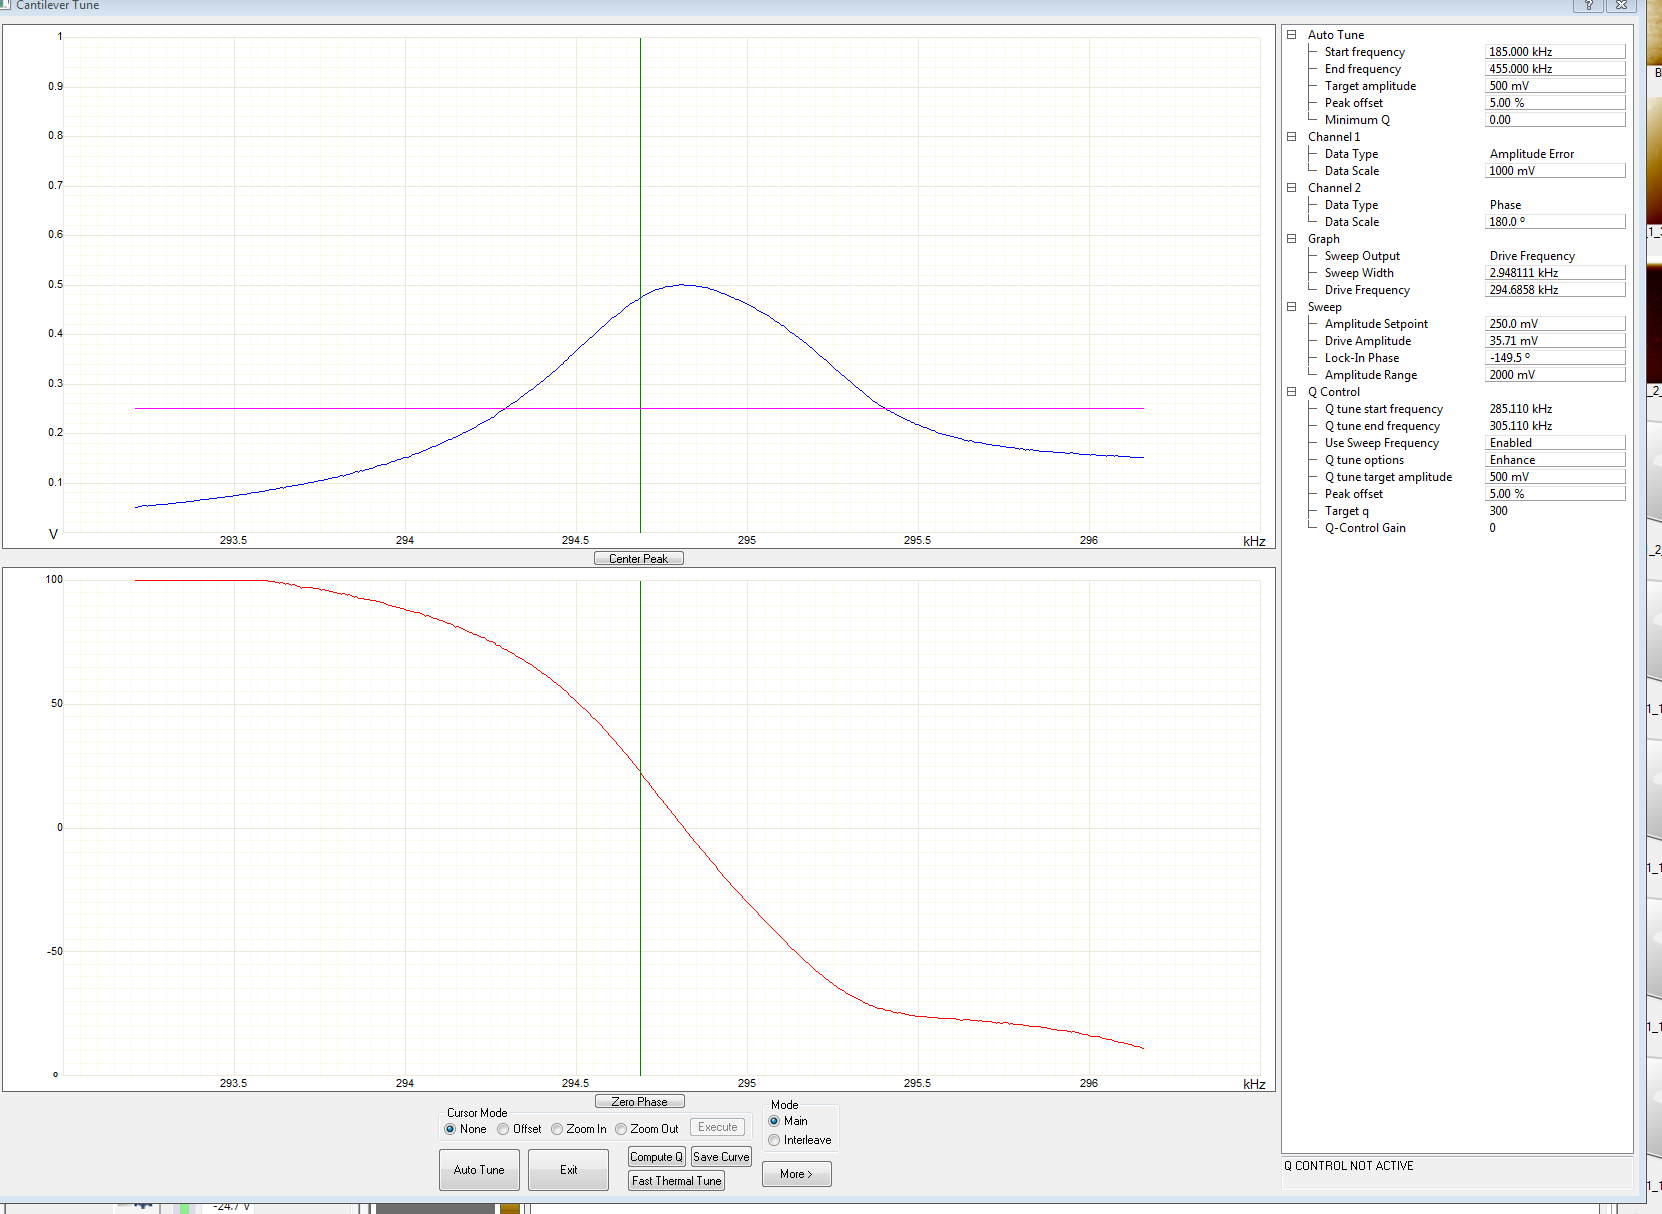 Cantilever Tune
1
0.9
0.8
0.7
0.6
0.5
0.4
0.3
0.2
0.1
V
293.5 294 294.5 295 295.5 296 kHz
Center Peak
100
50
0
-50
°
293.5 294 294.5 295 295.5 296 kHz
Zero Phase
Cursor Mode
None Offset Zoom In Zoom Out Execute
Auto Tune Exit
Compute Q Save Curve
Fast Thermal Tune
Mode
Main
Interleave
More >
Auto Tune
Start frequency 185.000 kHz
End frequency 455.000 kHz
Target amplitude 500 mV
Peak offset 5.00 %
Minimum Q 0.00
Channel 1
Data Type Amplitude Error
Data Scale 1000 mV
Channel 2
Data Type Phase
Data Scale 180.0 º
Graph
Sweep Output Drive Frequency
Sweep Width 2.948111 kHz
Drive Frequency 294.6858 kHz
Sweep
Amplitude Setpoint 250.0 mV
Drive Amplitude 35.71 mV
Lock-In Phase -149.5 º
Amplitude Range 2000 mV
Q Control
Q tune start frequency 285.110 kHz
Q tune end frequency 305.110 kHz
Use Sweep Frequency Enabled
Q tune options Enhance
Q tune target amplitude 500 mV
Peak offset 5.00 %
Target q 300
Q-Control Gain 0
Q CONTROL NOT ACTIVE
-24.7 V